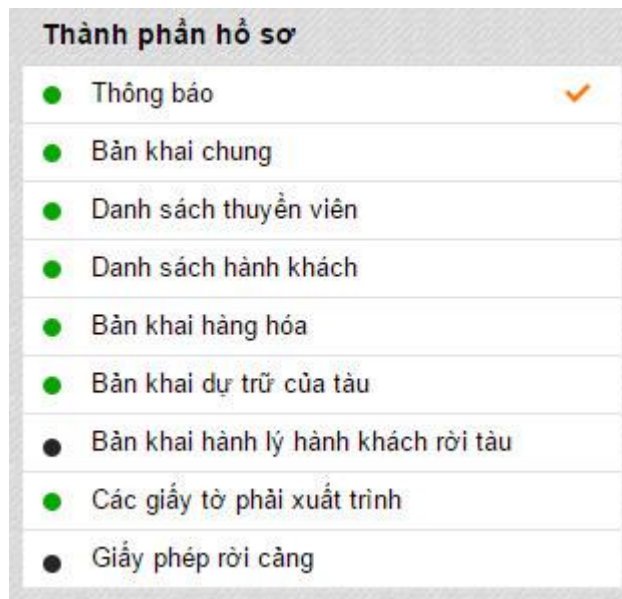 Thành phần hồ sơ
Thông báo
Bản khai chung
Danh sách thuyền viên
Danh sách hành khách
Bản khai hàng hóa
Bản khai dự trữ của tàu
Bản khai hành lý hành khách rời tàu
Các giấy tờ phải xuất trình
Giấy phép rời cảng